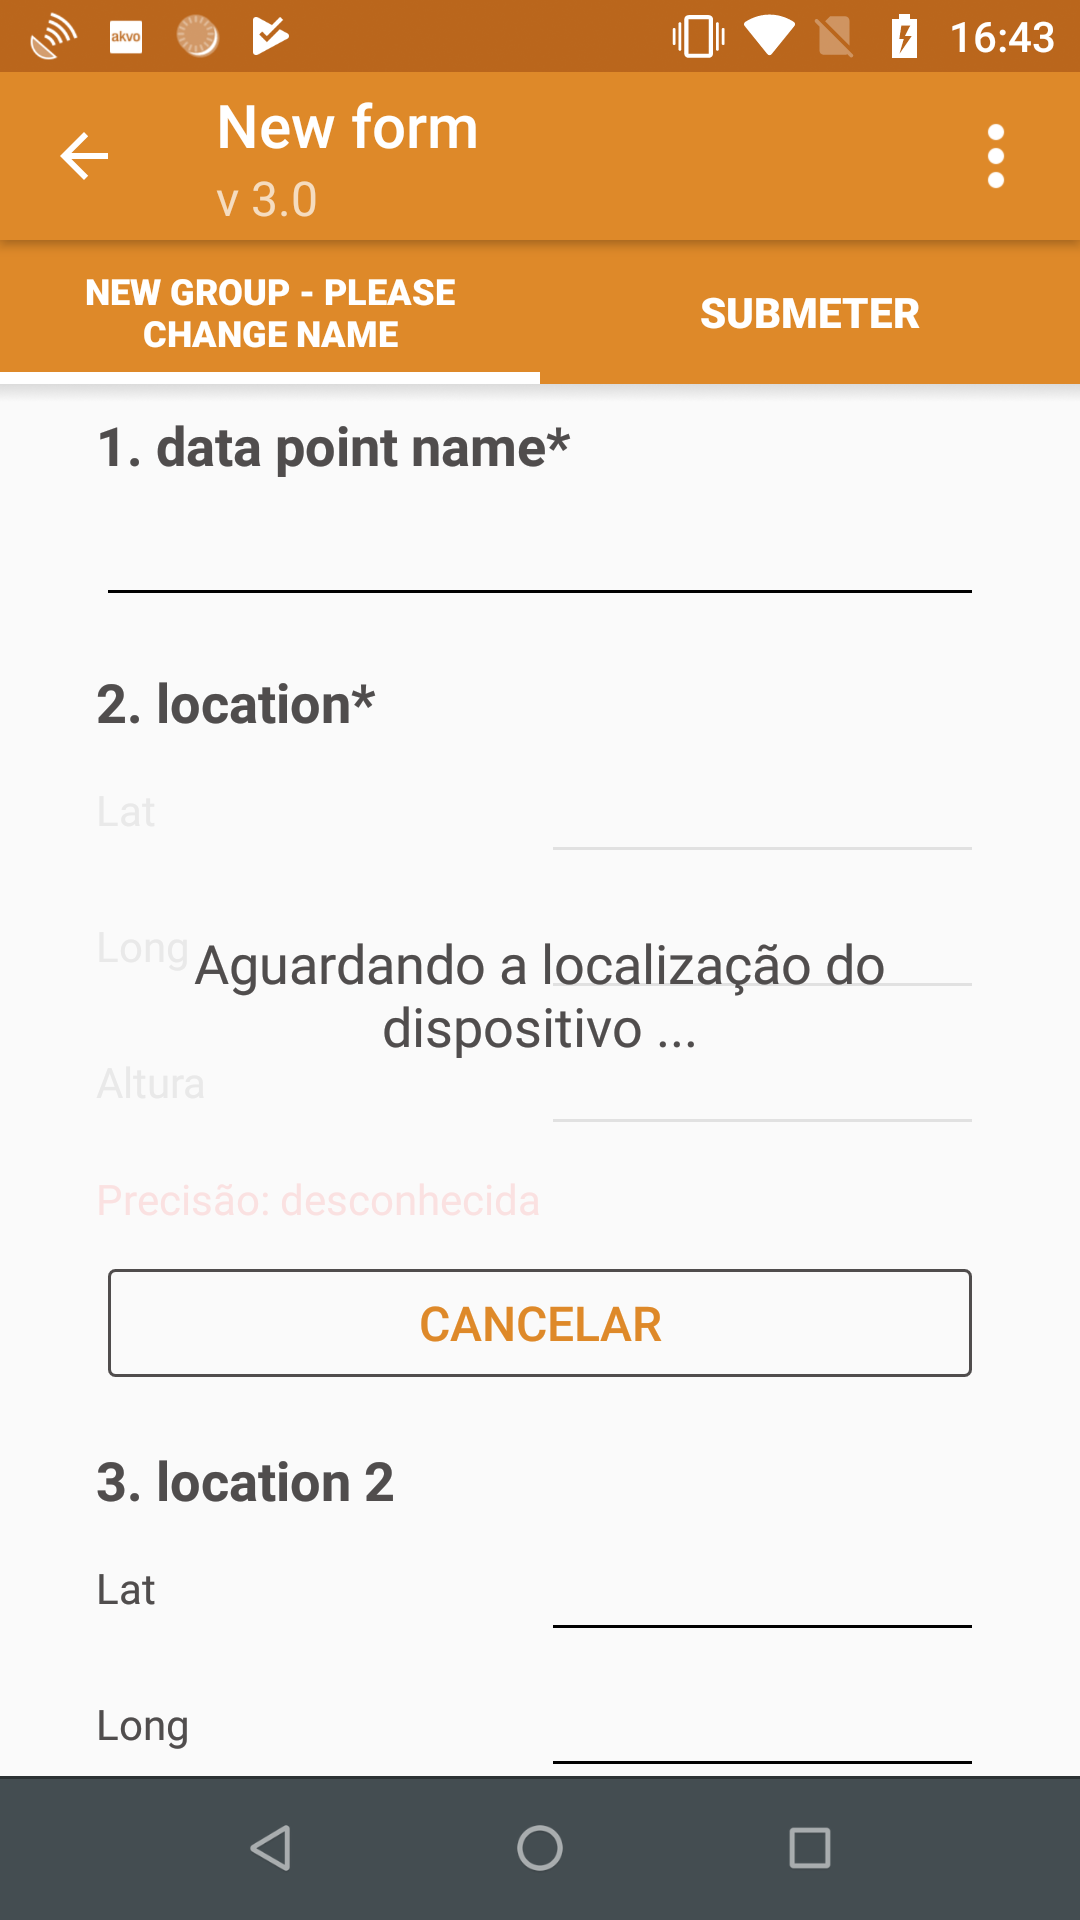 akvo
16:43
New form
v 3.0
NEW GROUP - PLEASE
CHANGE NAME
SUBMETER
1. data point name*
2. location*
Lat
Long
Aguardando a localização do
dispositivo ...
Altura
Precisão: desconhecida
CANCELAR
3. location 2
Lat
Long